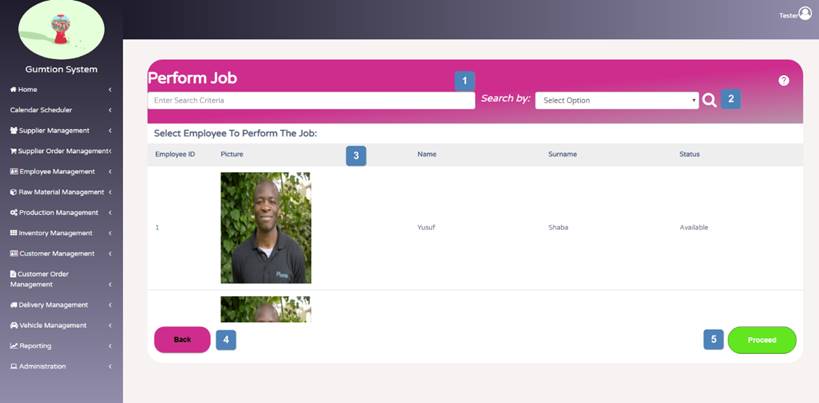 Tester
Gumtion System
Home
Calendar Scheduler
Supplier Management
Supplier Order Management
Employee Management
Raw Material Management
Production Management
Inventory Management
Customer Management
Customer Order
Management
Delivery Management
Vehicle Management
Reporting
Administration
Perform Job
1
?
Enter Search Criteria
Search by:
Select Option
2
Select Employee To Perform The Job:
Employee ID
Picture
3
Name
Surname
Status
1
Yusuf
Shaba
Available
Back
4
5
Proceed